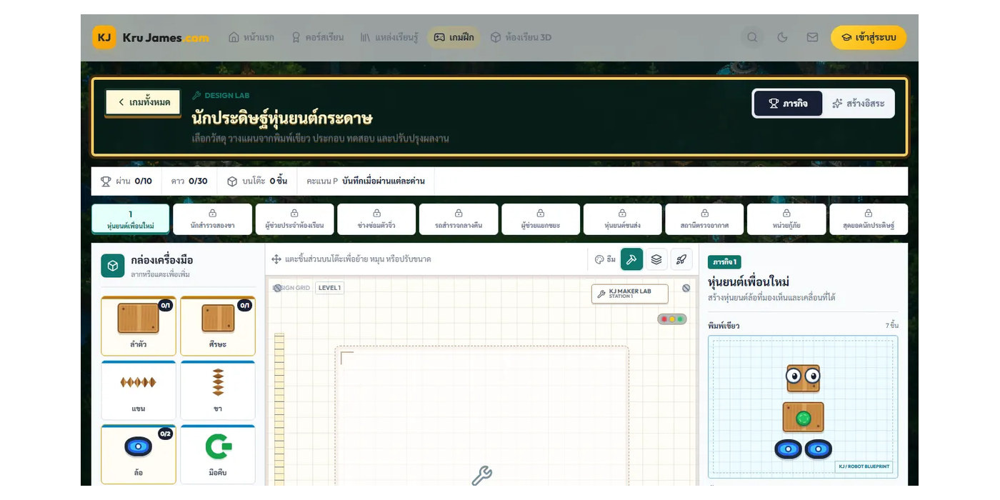 KJ Kru James.com
หน้าแรก
คอร์สเรียน
แหล่งเรียนรู้
เกมฝึก
ห้องเรียน 3D
เข้าสู่ระบบ
เกมทั้งหมด
DESIGN LAB
นักประดิษฐ์หุ่นยนต์กระดาษ
เลือกวัสดุ วางแผนจากพิมพ์เขียว ประกอบ ทดสอบ และปรับปรุงผลงาน
ภารกิจ
สร้างอิสระ
ผ่าน 0/10
ดาว 0/30
บนโต๊ะ 0 ชิ้น
คะแนน P บันทึกเมื่อผ่านแต่ละด่าน
1
หุ่นยนต์เพื่อนใหม่
นักสำรวจสองขา
ผู้ช่วยประจำห้องเรียน
ช่างซ่อมตัวจิ๋ว
รถสำรวจกลางคืน
ผู้ช่วยแยกขยะ
หุ่นยนต์ขนส่ง
สถานีตรวจอากาศ
หน่วยกู้ภัย
สุดยอดนักประดิษฐ์
กล่องเครื่องมือ
ลากหรือแตะเพื่อเพิ่ม
0/1
ลำตัว
0/1
ศีรษะ
แขน
ขา
0/2
ล้อ
มือคีบ
แตะชิ้นส่วนบนโต๊ะเพื่อย้าย หมุน หรือปรับขนาด
ธีม
SIGN GRID
LEVEL 1
KJ MAKER LAB
STATION 1
ภารกิจ 1
หุ่นยนต์เพื่อนใหม่
สร้างหุ่นยนต์ล้อที่มองเห็นและเคลื่อนที่ได้
พิมพ์เขียว
7 ชิ้น
KJ / ROBOT BLUEPRINT